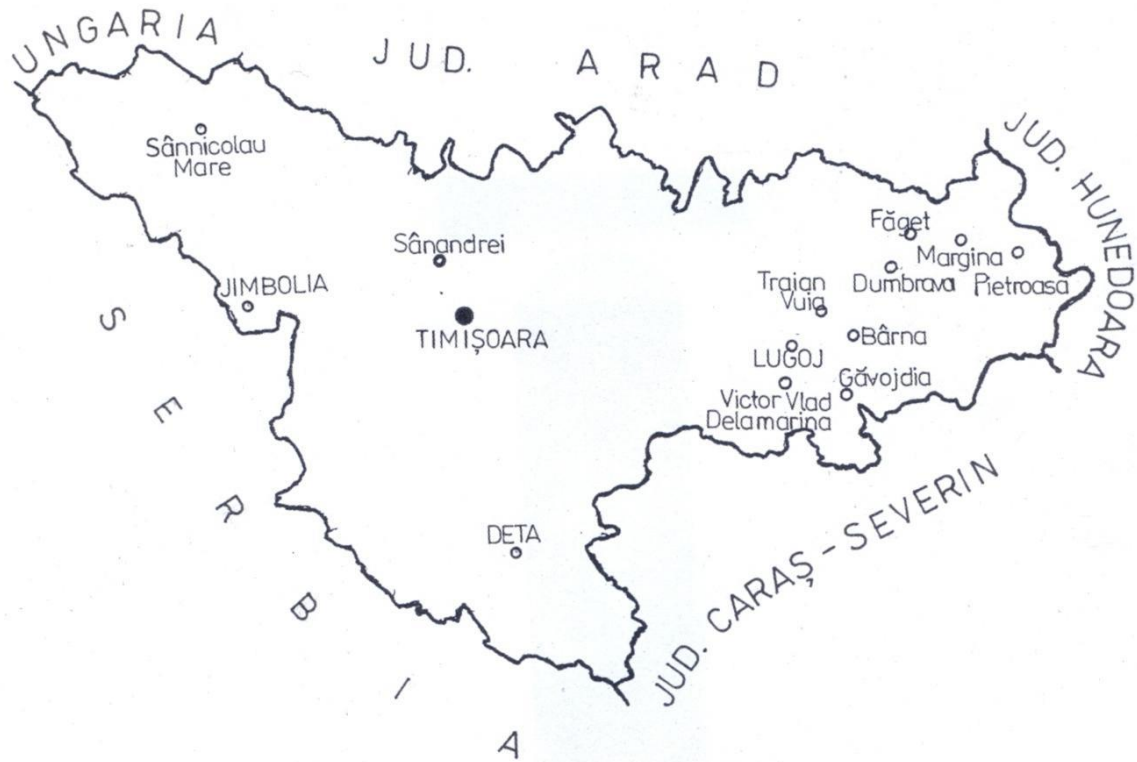 UNGARIA
JUD. ARAD
JUD. HUNEDOARA
Sânnicolau
Mare
Făget
Sânandrei
Margina
Pietroasa
Dumbrava
Traian
Vuia
JIMBOLIA
TIMIȘOARA
Bârna
LUGOJ
Găvojdia
Victor Vlad
Delamarina
DETA
JUD. CARAȘ-SEVERIN
SERBIA